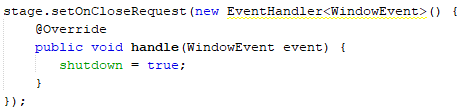 stage.setOnCloseRequest(new EventHandler<WindowEvent>() {
    @Override
    public void handle(WindowEvent event) {
        shutdown = true;
    }
});